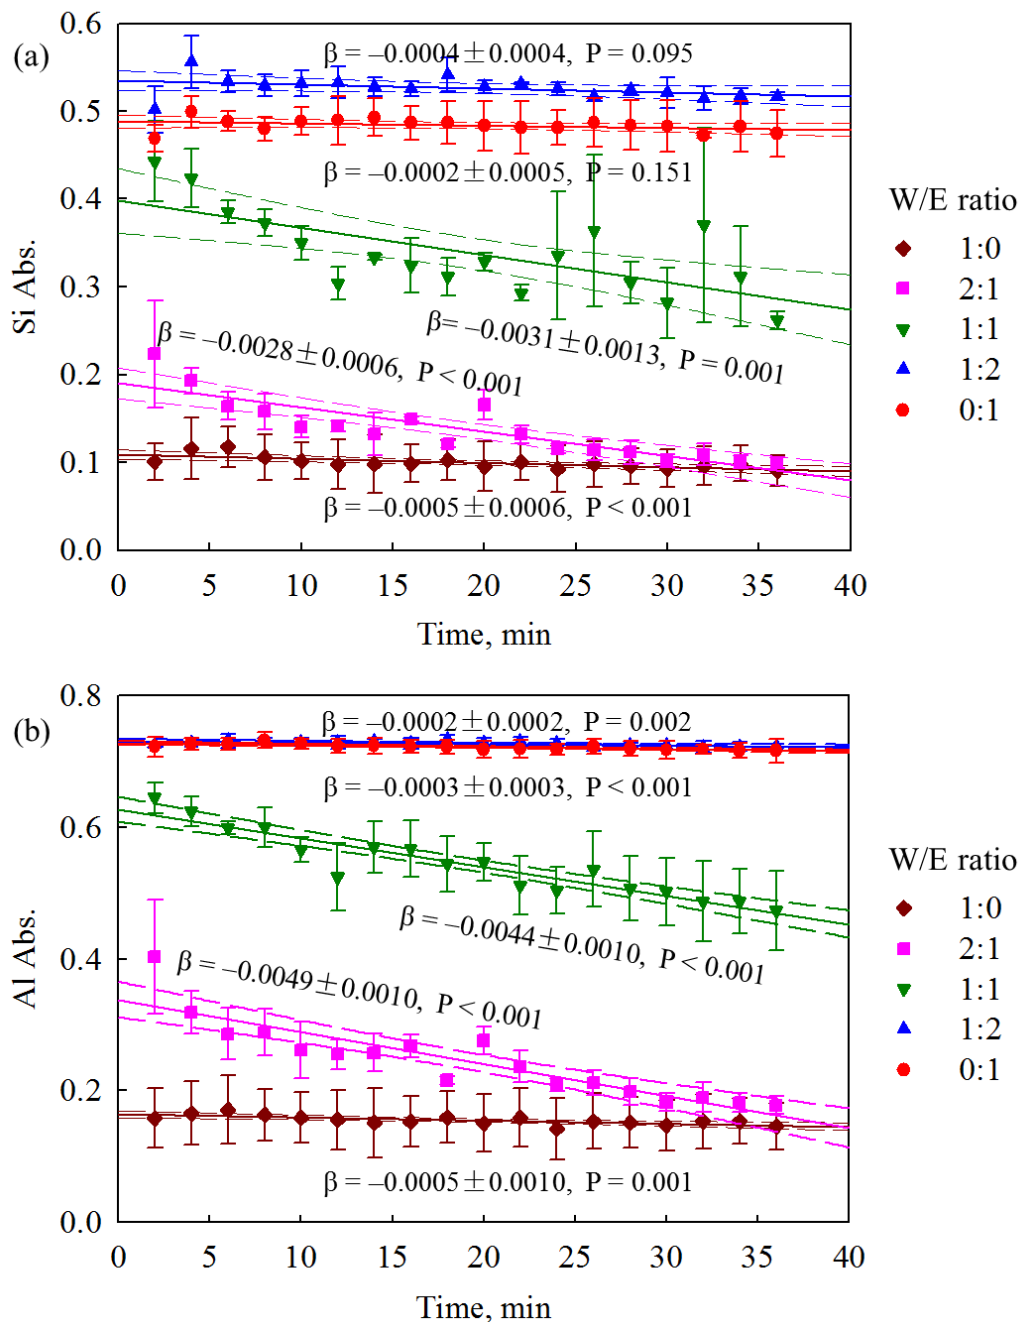 (a)
Si Abs.
0.6
0.5
0.4
0.3
0.2
0.1
0.0
β = –0.0004±0.0004, P = 0.095
β = –0.0002±0.0005, P = 0.151
β= –0.0031±0.0013, P = 0.001
β = –0.0028±0.0006, P < 0.001
β = –0.0005±0.0006, P < 0.001
0 5 10 15 20 25 30 35 40
Time, min
W/E ratio
1:0
2:1
1:1
1:2
0:1
(b)
Al Abs.
0.8
0.6
0.4
0.2
0.0
β = –0.0002±0.0002, P = 0.002
β = –0.0003±0.0003, P < 0.001
β = –0.0044±0.0010, P < 0.001
β = –0.0049±0.0010, P < 0.001
β = –0.0005±0.0010, P = 0.001
0 5 10 15 20 25 30 35 40
Time, min
W/E ratio
1:0
2:1
1:1
1:2
0:1